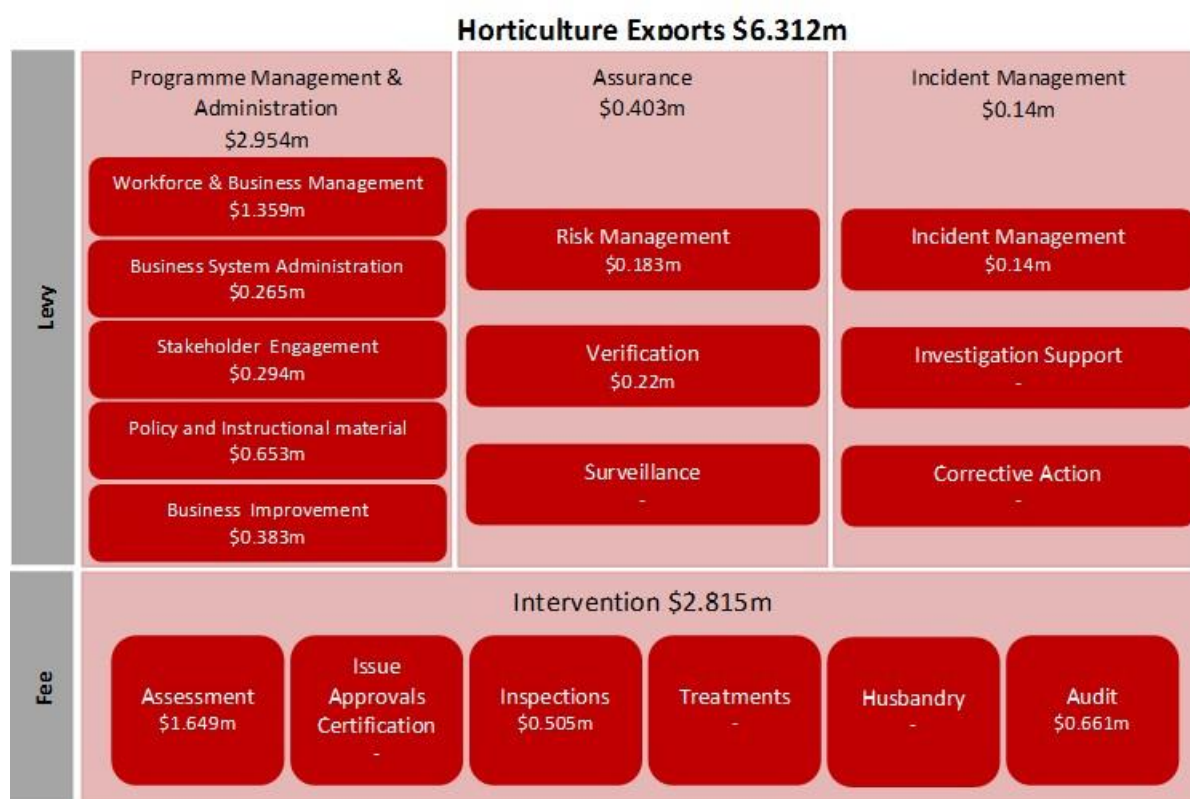 Horticulture Exports $6.312m
Levy
Programme Management &
Administration
$2.954m
Workforce & Business Management
$1.359m
Business System Administration
$0.265m
Stakeholder Engagement
$0.294m
Policy and Instructional material
$0.653m
Business Improvement
$0.383m
Assurance
$0.403m
Risk Management
$0.183m
Verification
$0.22m
Surveillance
-
Incident Management
$0.14m
Incident Management
$0.14m
Investigation Support
-
Corrective Action
-
Fee
Intervention $2.815m
Assessment
$1.649m
Issue
Approvals
Certification
-
Inspections
$0.505m
Treatments
-
Husbandry
-
Audit
$0.661m